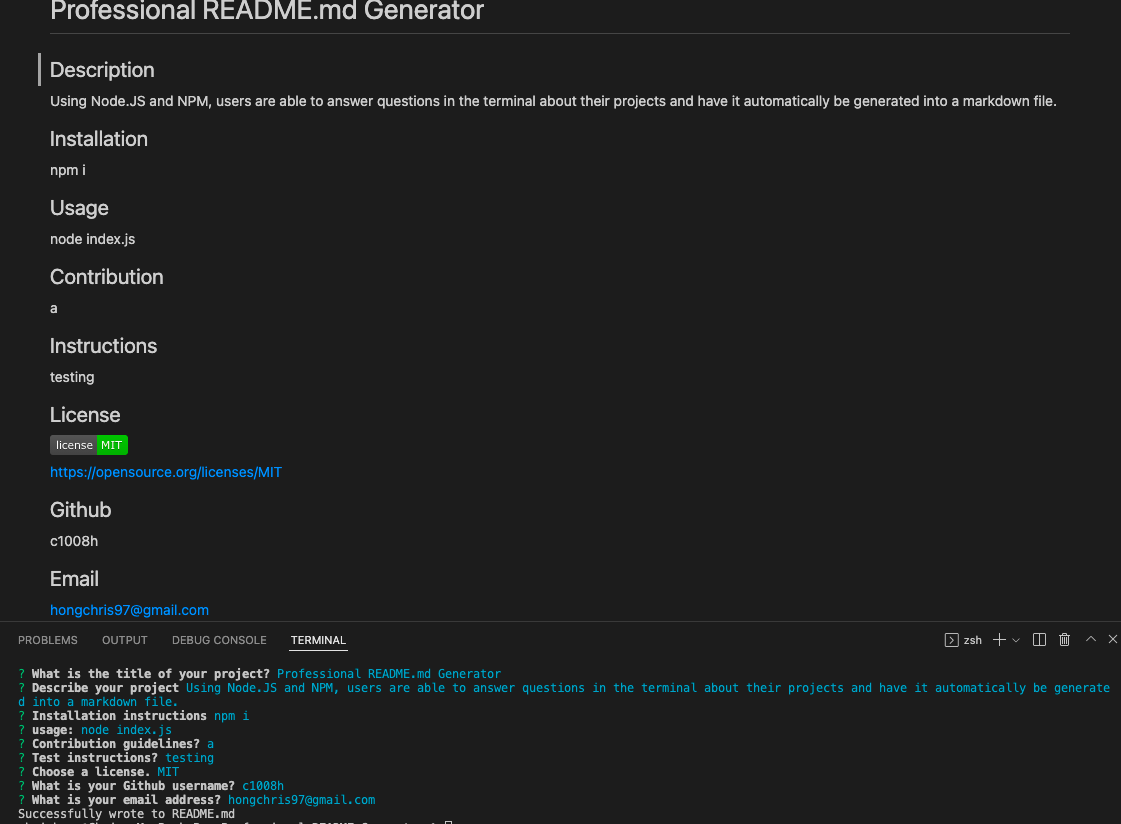 Professional README.md Generator
Description
Using Node.JS and NPM, users are able to answer questions in the terminal about their projects and have it automatically be generated into a markdown file.
Installation
npm i
Usage
node index.js
Contribution
a
Instructions
testing
License
license MIT
https://opensource.org/licenses/MIT
Github
c1008h
Email
hongchris97@gmail.com
PROBLEMS OUTPUT DEBUG CONSOLE TERMINAL zsh
? What is the title of your project? Professional README.md Generator
? Describe your project Using Node.JS and NPM, users are able to answer questions in the terminal about their projects and have it automatically be generate
d into a markdown file.
? Installation instructions npm i
? usage: node index.js
? Contribution guidelines? a
? Test instructions? testing
? Choose a license. MIT
? What is your Github username? c1008h
? What is your email address? hongchris97@gmail.com
Successfully wrote to README.md